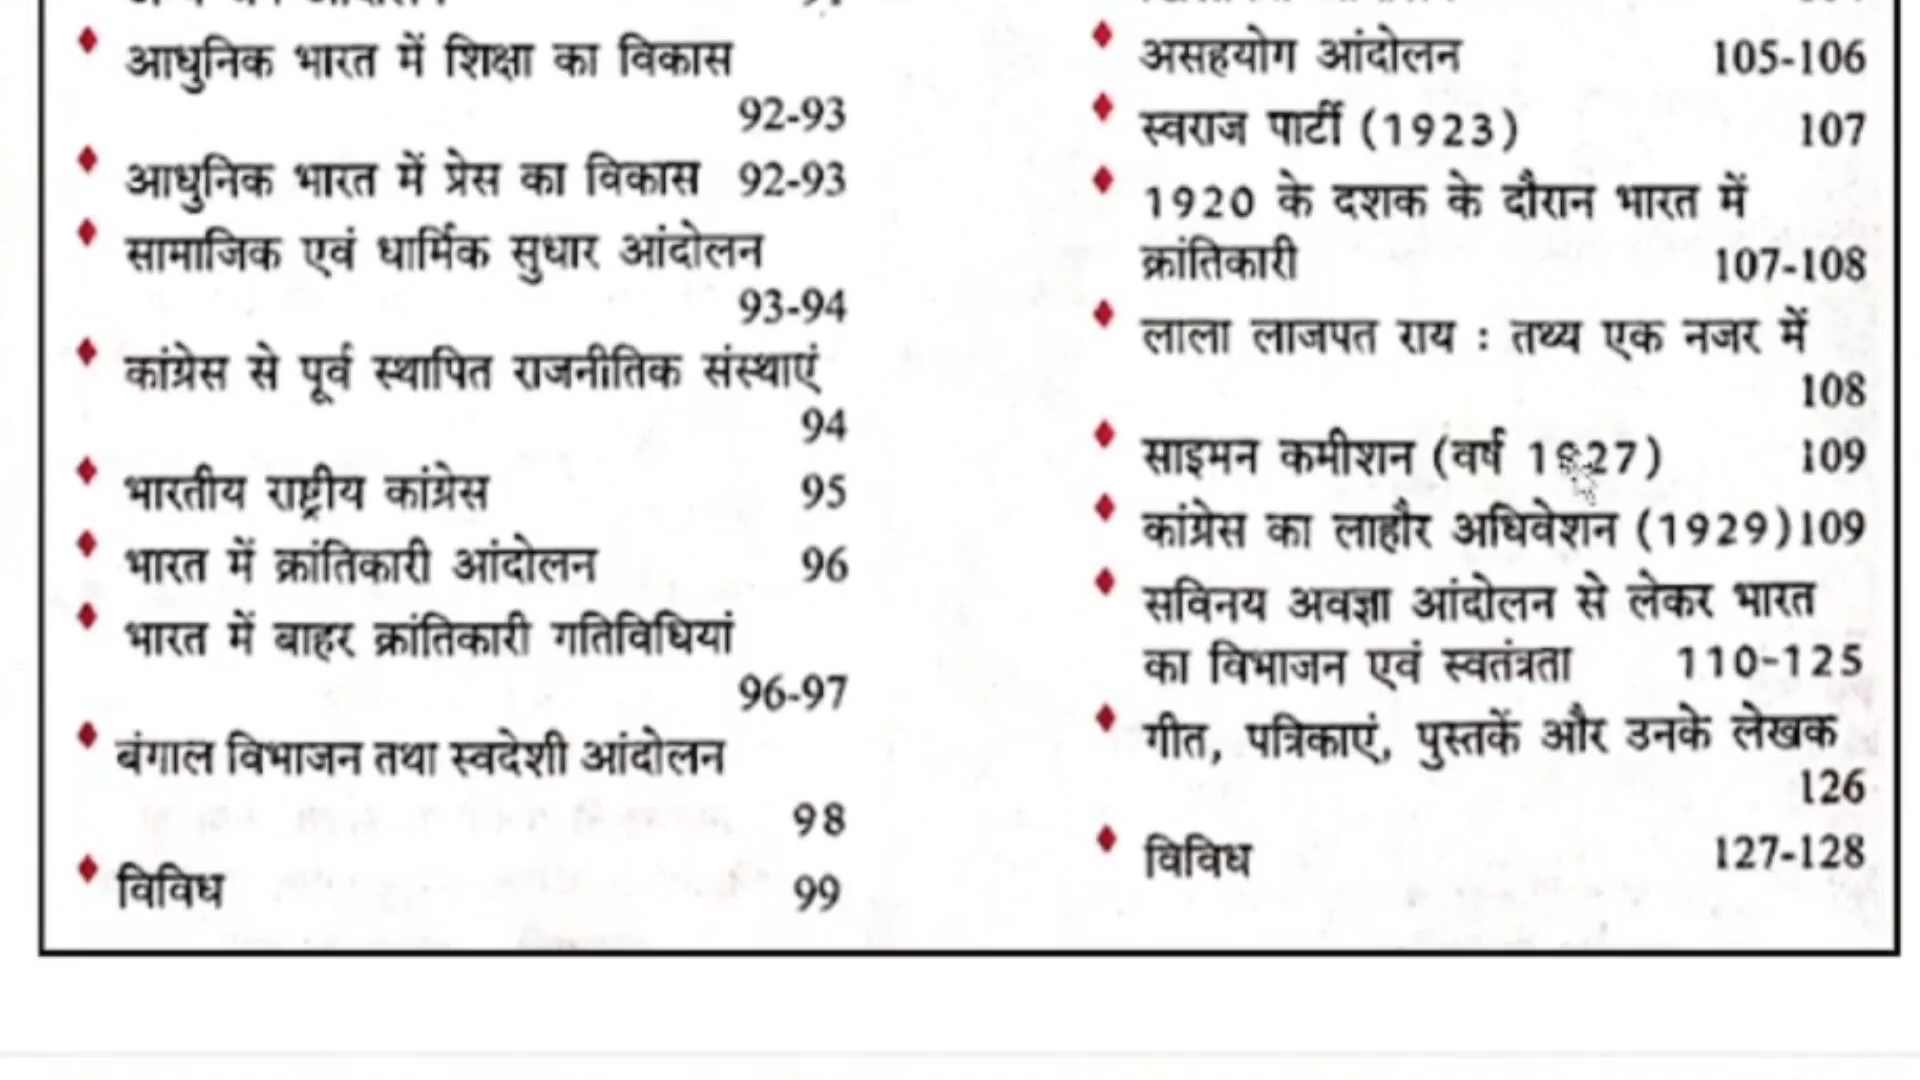 आधुनिक भारत में शिक्षा का विकास
92-93
आधुनिक भारत में प्रेस का विकास 92-93
सामाजिक एवं धार्मिक सुधार आंदोलन
93-94
कांग्रेस से पूर्व स्थापित राजनीतिक संस्थाएं
94
भारतीय राष्ट्रीय कांग्रेस 95
भारत में क्रांतिकारी आंदोलन 96
भारत में बाहर क्रांतिकारी गतिविधियां
96-97
बंगाल विभाजन तथा स्वदेशी आंदोलन
98
विविध 99
असहयोग आंदोलन 105-106
स्वराज पार्टी (1923) 107
1920 के दशक के दौरान भारत में
क्रांतिकारी 107-108
लाला लाजपत राय : तथ्य एक नजर में
108
साइमन कमीशन (वर्ष 1927) 109
कांग्रेस का लाहौर अधिवेशन (1929)109
सविनय अवज्ञा आंदोलन से लेकर भारत
का विभाजन एवं स्वतंत्रता 110-125
गीत, पत्रिकाएं, पुस्तकें और उनके लेखक
126
विविध 127-128